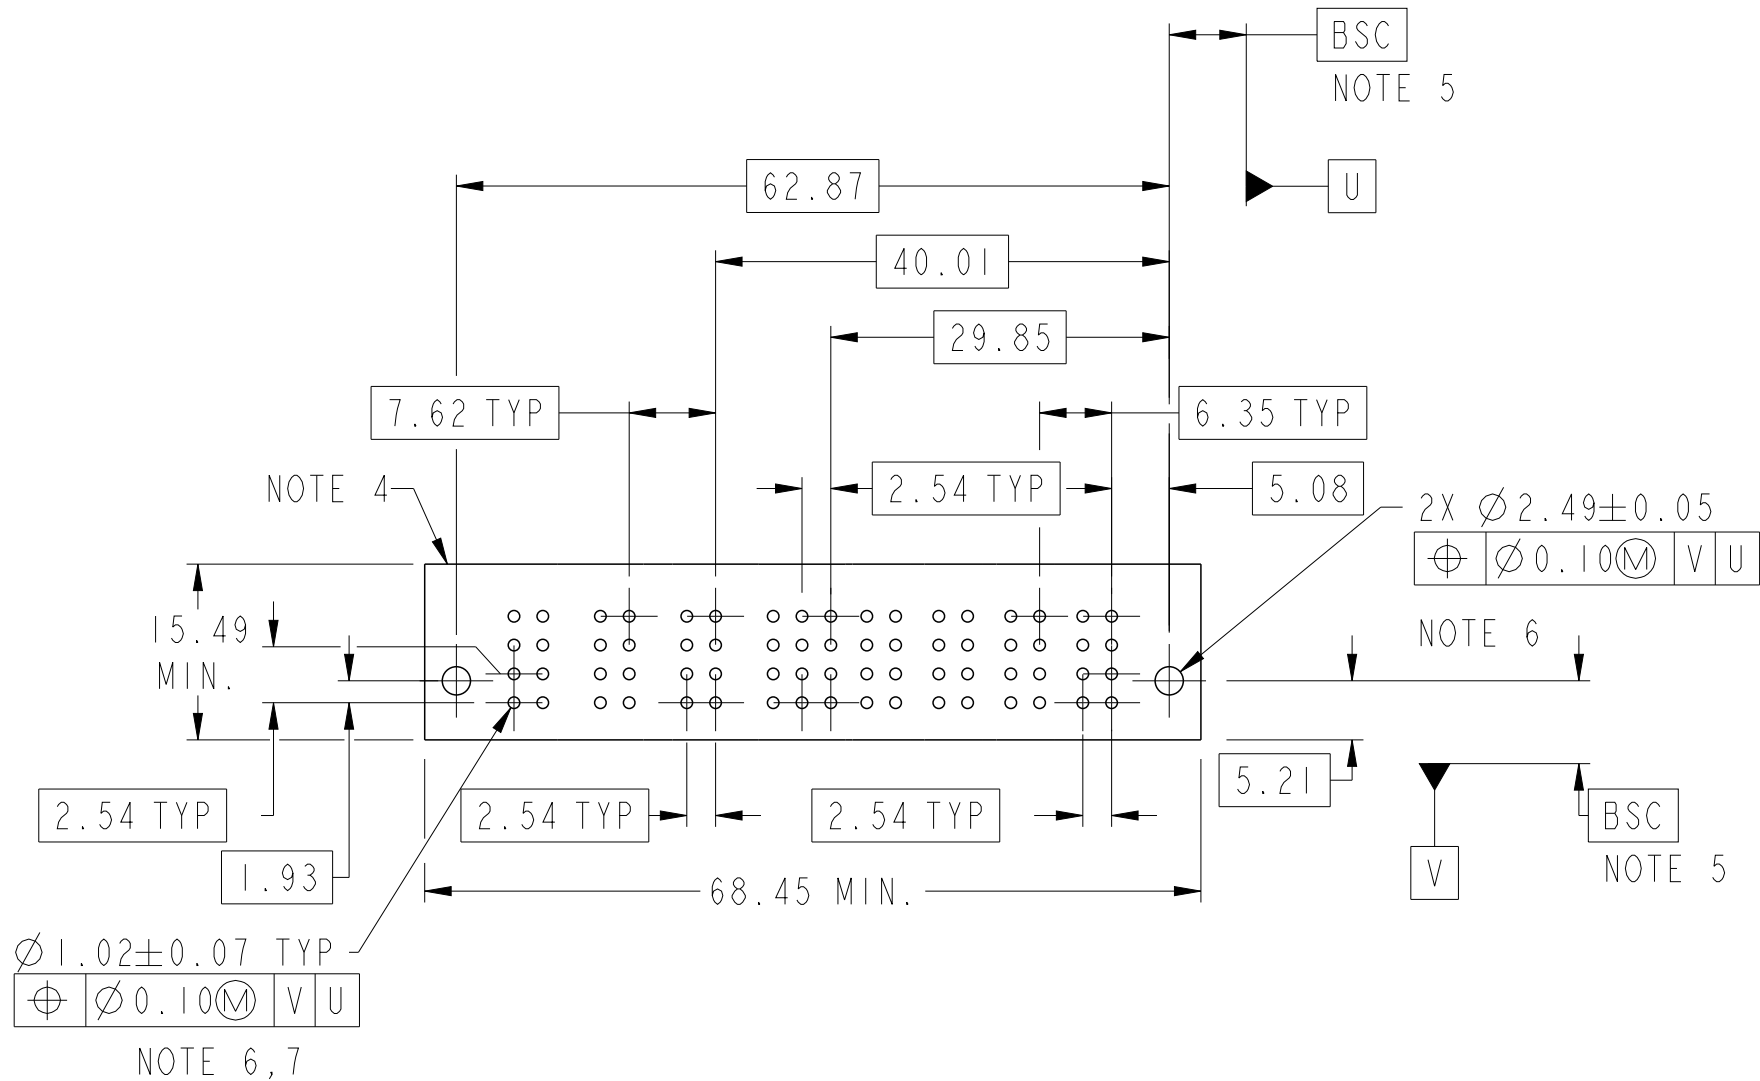 BSC
NOTE 5
62.87
U
40.01
29.85
7.62 TYP
6.35 TYP
NOTE 4
2.54 TYP
5.08
2X ∅2.49±0.05
⌖ ∅0.10Ⓜ V U
15.49
MIN.
NOTE 6
5.21
2.54 TYP
2.54 TYP
2.54 TYP
BSC
1.93
V
NOTE 5
68.45 MIN.
∅1.02±0.07 TYP
⌖ ∅0.10Ⓜ V U
NOTE 6,7